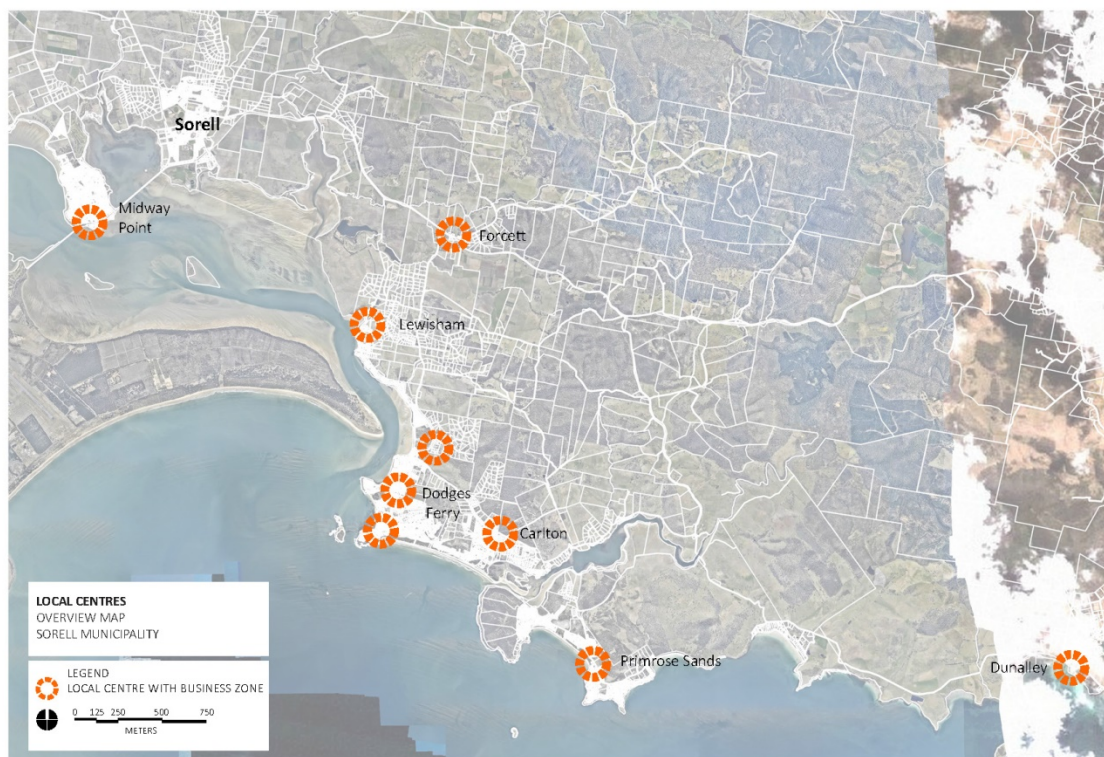 Sorell
Midway
Point
Forcett
Lewisham
Dodges
Ferry
Carlton
Primrose Sands
Dunalley
LOCAL CENTRES
OVERVIEW MAP
SORELL MUNICIPALITY
LEGEND
LOCAL CENTRE WITH BUSINESS ZONE
0 125 250 500 750
METERS